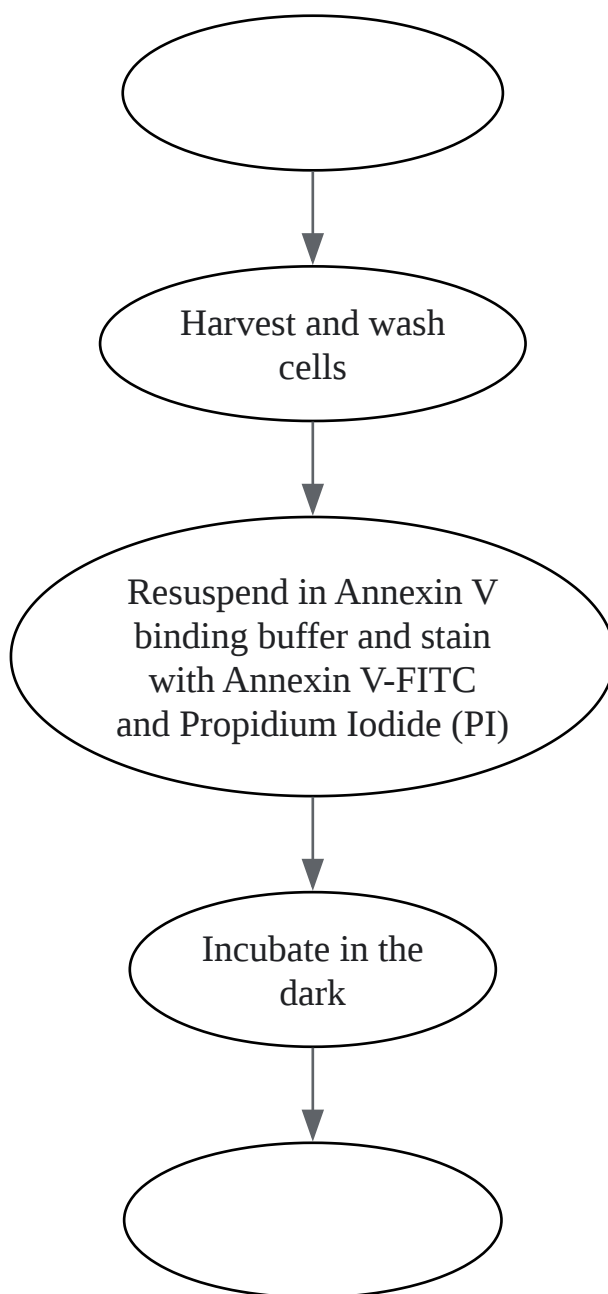 Harvest and wash
cells
Resuspend in Annexin V
binding buffer and stain
with Annexin V-FITC
and Propidium Iodide (PI)
Incubate in the
dark